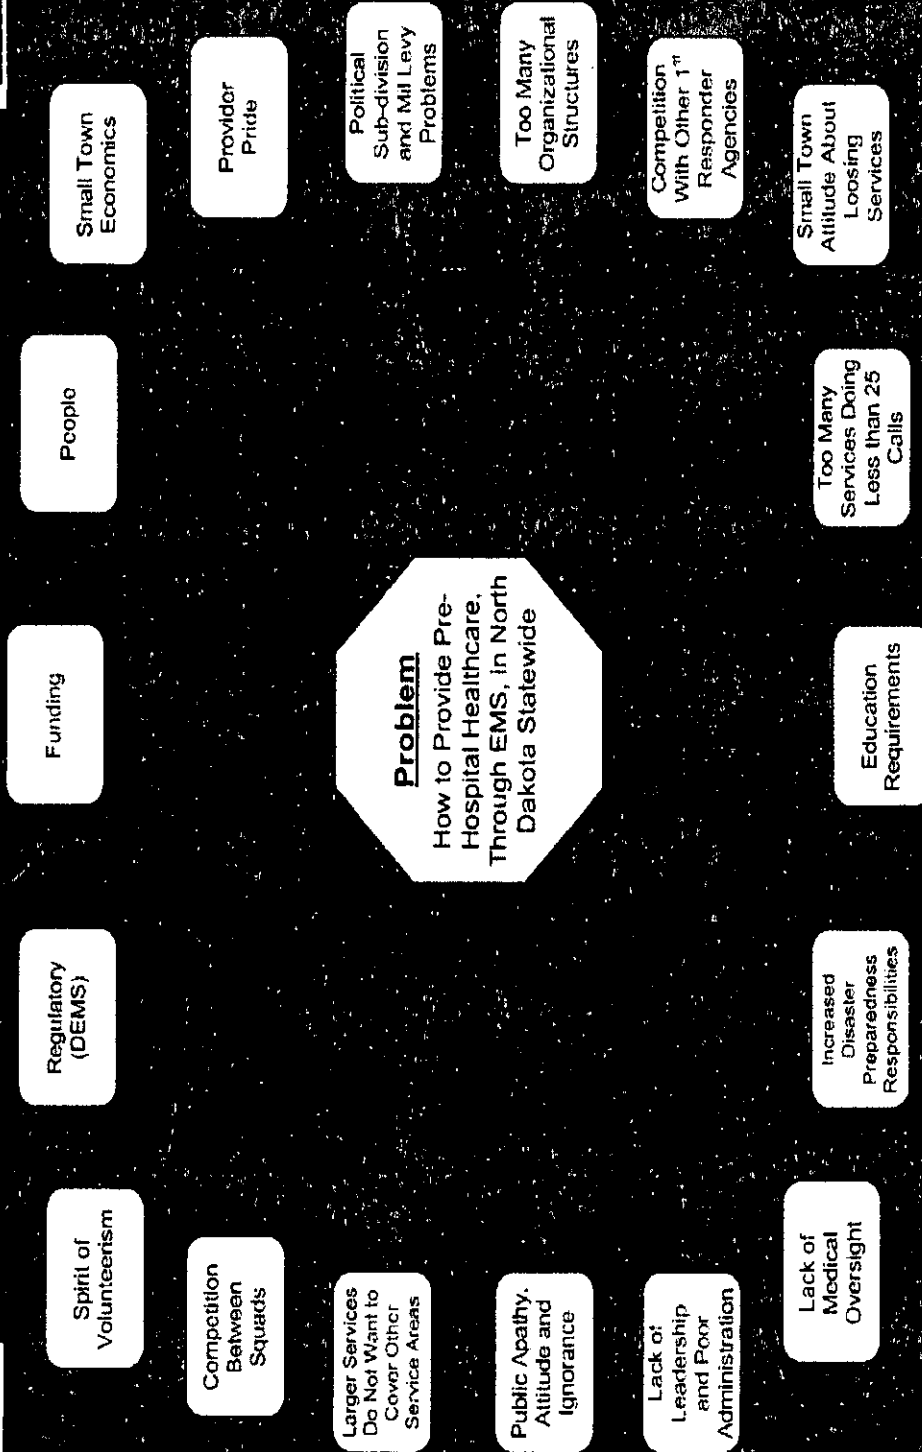 Spirit of
Volunteerism
Regulatory
(DEMS)
Funding
People
Small Town
Economics
Competition
Between
Squads
Provider
Pride
Larger Services
Do Not Want to
Cover Other
Service Areas
Problem
How to Provide Pre-
Hospital Healthcare,
Through EMS, in North
Dakota Statewide
Political
Sub-division
and Mil Levy
Problems
Public Apathy,
Attitude and
Ignorance
Too Many
Organizational
Structures
Lack of
Leadership
and Poor
Administration
Competition
With Other 1st
Responder
Agencies
Lack of
Medical
Oversight
Increased
Disaster
Preparedness
Responsibilities
Education
Requirements
Too Many
Services Doing
Less than 25
Calls
Small Town
Attitude About
Loosing
Services